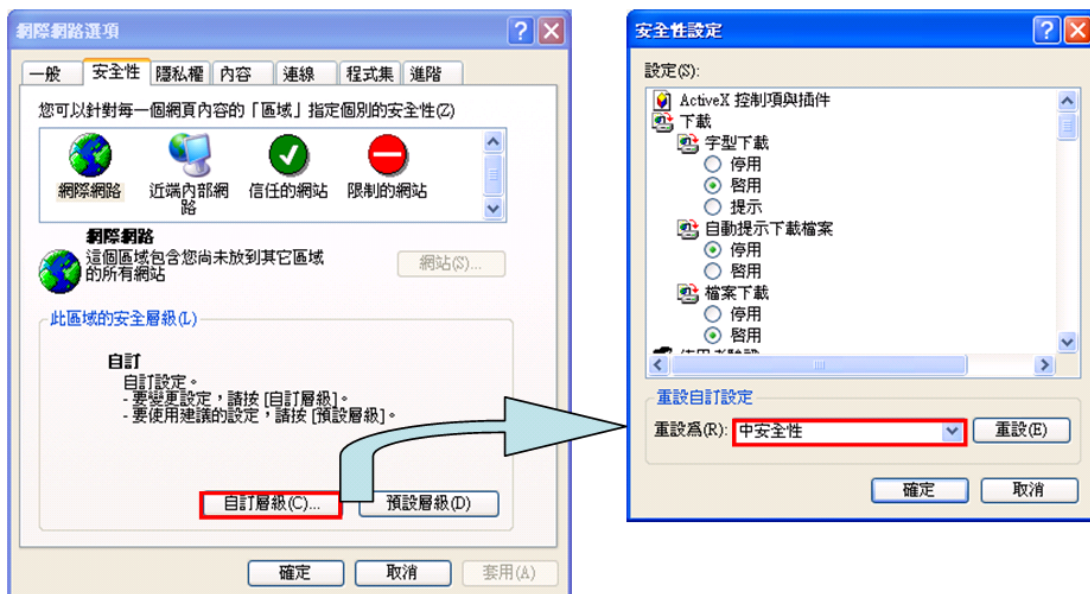 網際網路選項
一般 安全性 隱私權 內容 連線 程式集 進階
您可以針對每一個網頁內容的「區域」指定個別的安全性(Z)
網際網路 近端內部網路 信任的網站 限制的網站
網際網路
這個區域包含您尚未放到其它區域
的所有網站
網站(S)...
此區域的安全層級(L)
自訂
自訂設定。
- 要變更設定，請按 [自訂層級]。
- 要使用建議的設定，請按 [預設層級]。
自訂層級(C)... 預設層級(D)
確定 取消 套用(A)
安全性設定
設定(S):
ActiveX 控制項與插件
下載
字型下載
停用
啓用
提示
自動提示下載檔案
停用
啓用
檔案下載
停用
啓用
重設自訂設定
重設爲(R): 中安全性 重設(E)
確定 取消